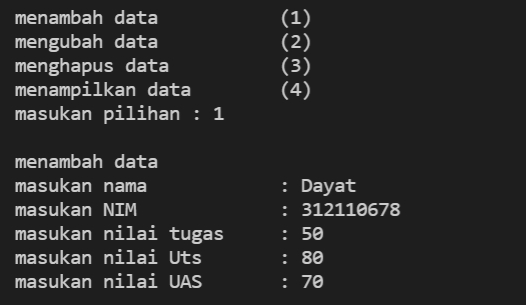 menambah data (1)
mengubah data (2)
menghapus data (3)
menampilkan data (4)
masukan pilihan : 1
menambah data
masukan nama : Dayat
masukan NIM : 312110678
masukan nilai tugas : 50
masukan nilai Uts : 80
masukan nilai UAS : 70